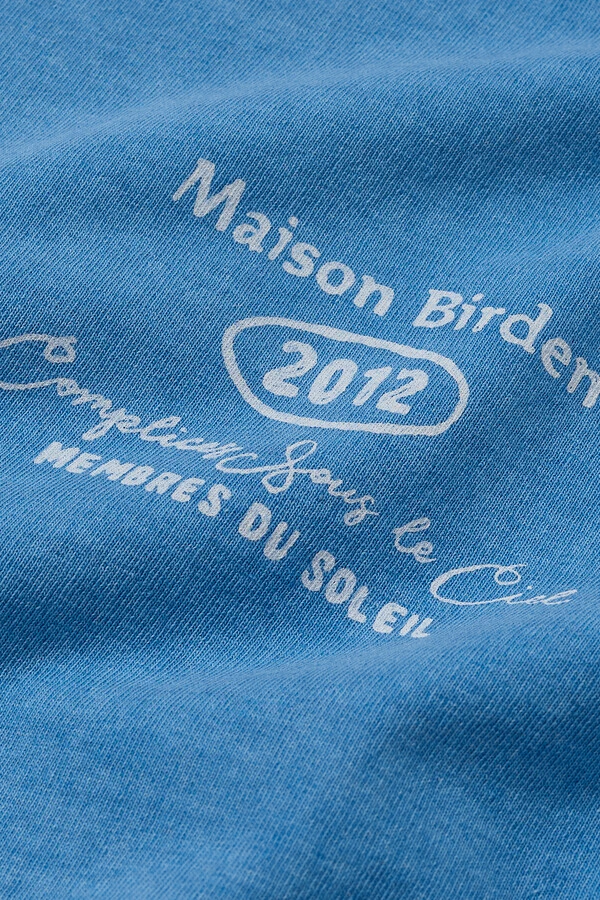 Maison Birden
2012
Complices Sous le Ciel
MEMBRES DU SOLEIL